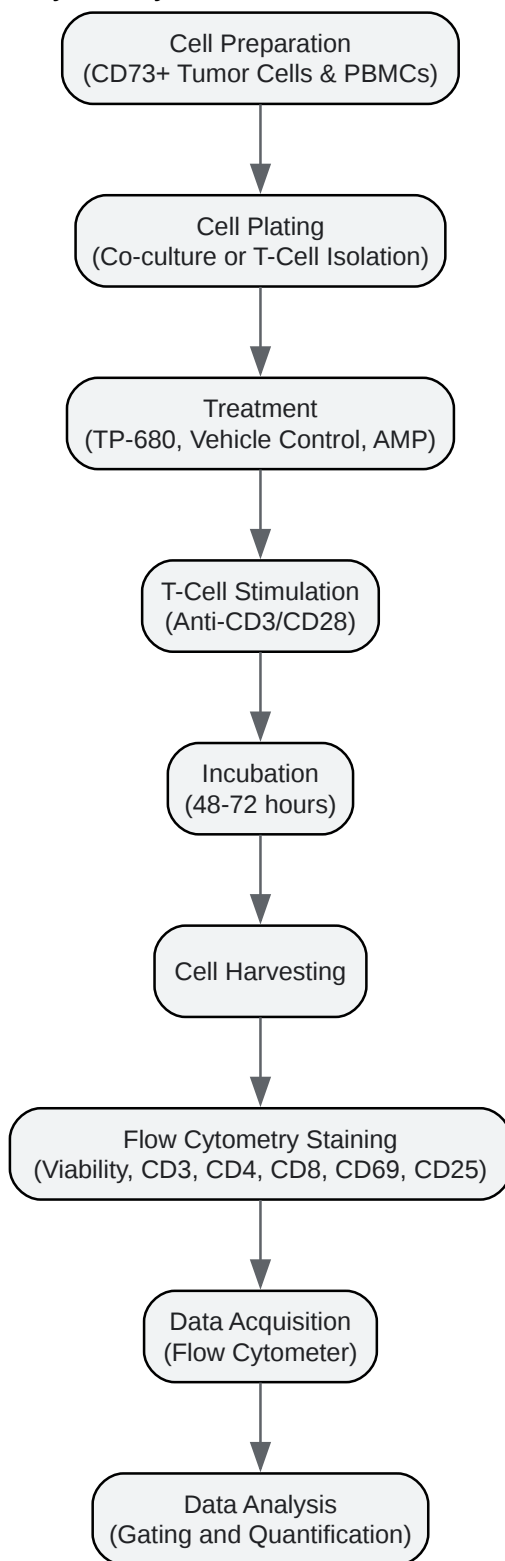 Cell Preparation
(CD73+ Tumor Cells & PBMCs)
Cell Plating
(Co-culture or T-Cell Isolation)
Treatment
(TP-680, Vehicle Control, AMP)
T-Cell Stimulation
(Anti-CD3/CD28)
Incubation
(48-72 hours)
Cell Harvesting
Flow Cytometry Staining
(Viability, CD3, CD4, CD8, CD69, CD25)
Data Acquisition
(Flow Cytometer)
Data Analysis
(Gating and Quantification)